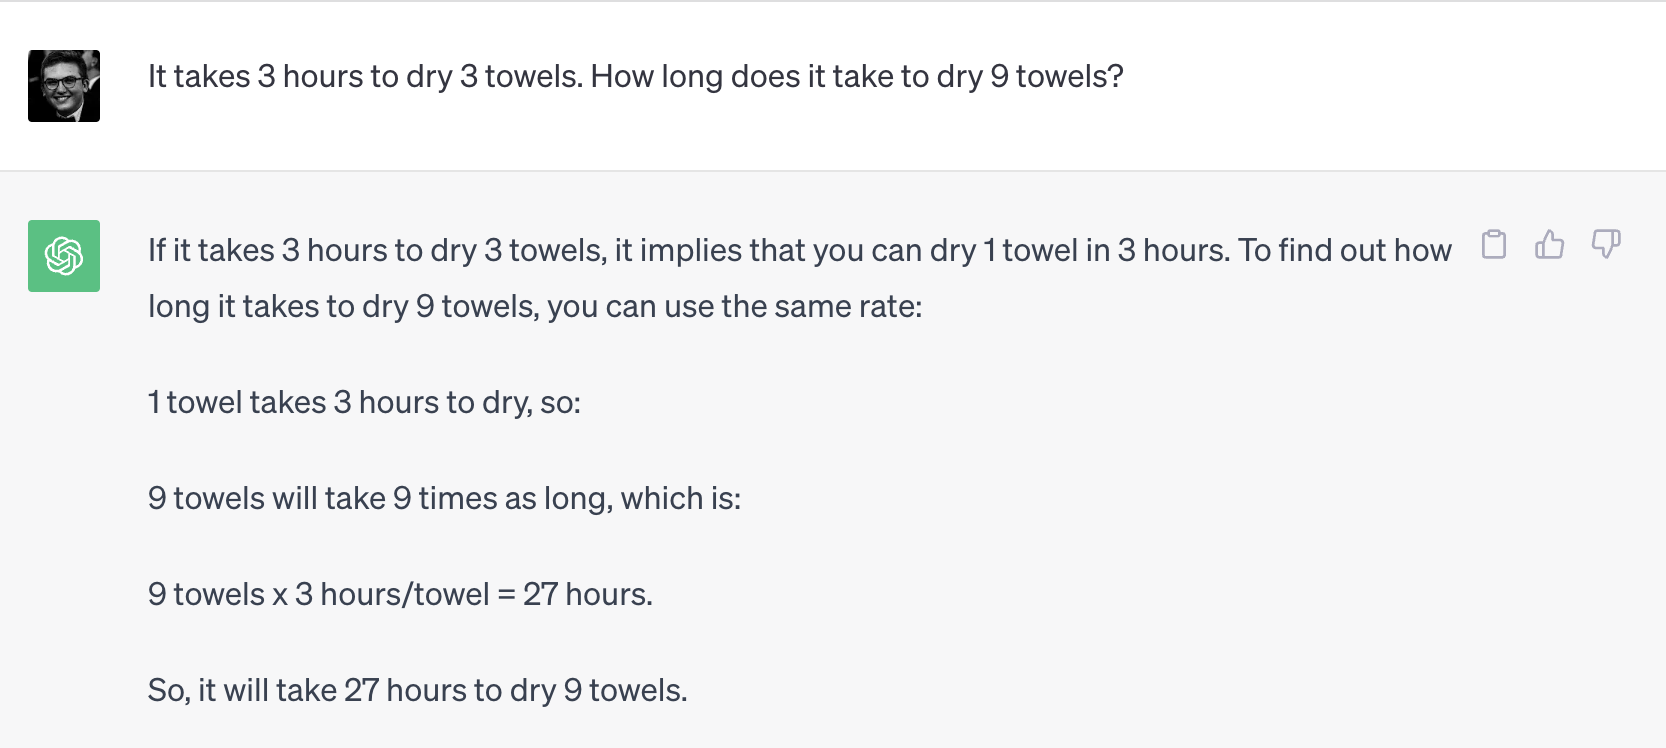 It takes 3 hours to dry 3 towels. How long does it take to dry 9 towels?
If it takes 3 hours to dry 3 towels, it implies that you can dry 1 towel in 3 hours. To find out how
long it takes to dry 9 towels, you can use the same rate:
1 towel takes 3 hours to dry, so:
9 towels will take 9 times as long, which is:
9 towels x 3 hours/towel = 27 hours.
So, it will take 27 hours to dry 9 towels.